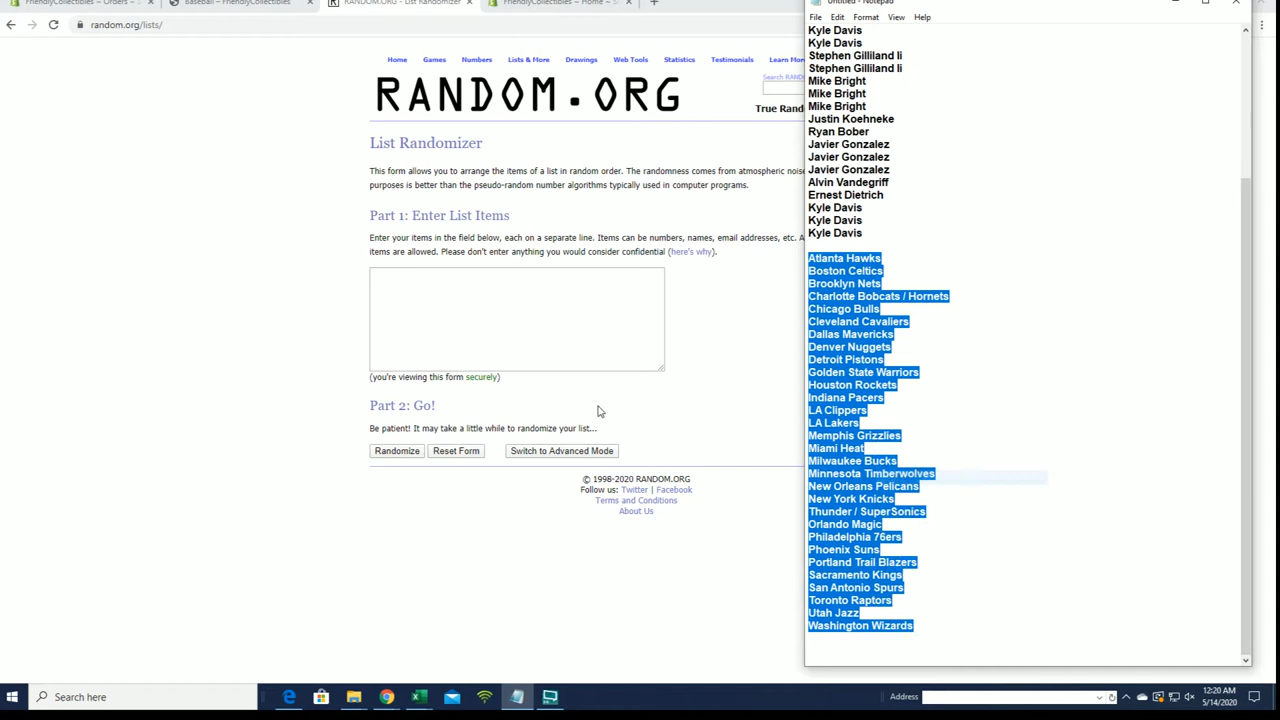 FriendlyCollectibles – Orders –
Baseball – FriendlyCollectibles
RANDOM.ORG - List Randomizer
FriendlyCollectibles – Home –
Untitled - Notepad
random.org/lists/
File Edit Format View Help
Home Games Numbers Lists & More Drawings Web Tools Statistics Testimonials Learn Mor
Search RAND
RANDOM.ORG
True Rand
List Randomizer
This form allows you to arrange the items of a list in random order. The randomness comes from atmospheric nois
purposes is better than the pseudo-random number algorithms typically used in computer programs.
Part 1: Enter List Items
Enter your items in the field below, each on a separate line. Items can be numbers, names, email addresses, etc. A
items are allowed. Please don't enter anything you would consider confidential (here's why).
(you're viewing this form securely)
Part 2: Go!
Be patient! It may take a little while to randomize your list...
Randomize Reset Form Switch to Advanced Mode
© 1998-2020 RANDOM.ORG
Follow us: Twitter | Facebook
Terms and Conditions
About Us
Kyle Davis
Kyle Davis
Stephen Gilliland Ii
Stephen Gilliland Ii
Mike Bright
Mike Bright
Mike Bright
Justin Koehneke
Ryan Bober
Javier Gonzalez
Javier Gonzalez
Javier Gonzalez
Alvin Vandegriff
Ernest Dietrich
Kyle Davis
Kyle Davis
Kyle Davis
Atlanta Hawks
Boston Celtics
Brooklyn Nets
Charlotte Bobcats / Hornets
Chicago Bulls
Cleveland Cavaliers
Dallas Mavericks
Denver Nuggets
Detroit Pistons
Golden State Warriors
Houston Rockets
Indiana Pacers
LA Clippers
LA Lakers
Memphis Grizzlies
Miami Heat
Milwaukee Bucks
Minnesota Timberwolves
New Orleans Pelicans
New York Knicks
Thunder / SuperSonics
Orlando Magic
Philadelphia 76ers
Phoenix Suns
Portland Trail Blazers
Sacramento Kings
San Antonio Spurs
Toronto Raptors
Utah Jazz
Washington Wizards
Search here
Address
12:20 AM
5/14/2020